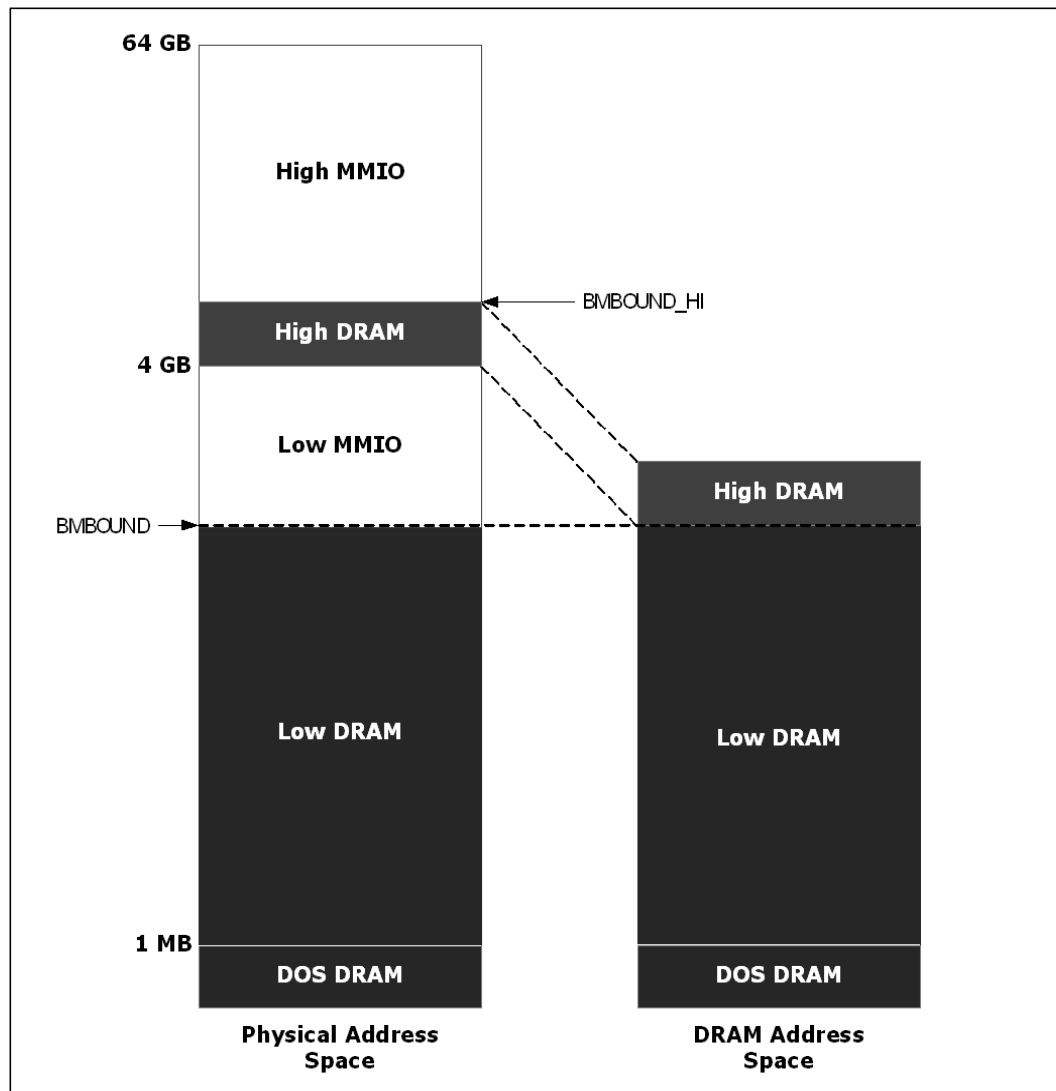 64 GB
High MMIO
BMBOUND_HI
High DRAM
4 GB
Low MMIO
High DRAM
BMBOUND
Low DRAM
Low DRAM
1 MB
DOS DRAM
DOS DRAM
Physical Address
Space
DRAM Address
Space